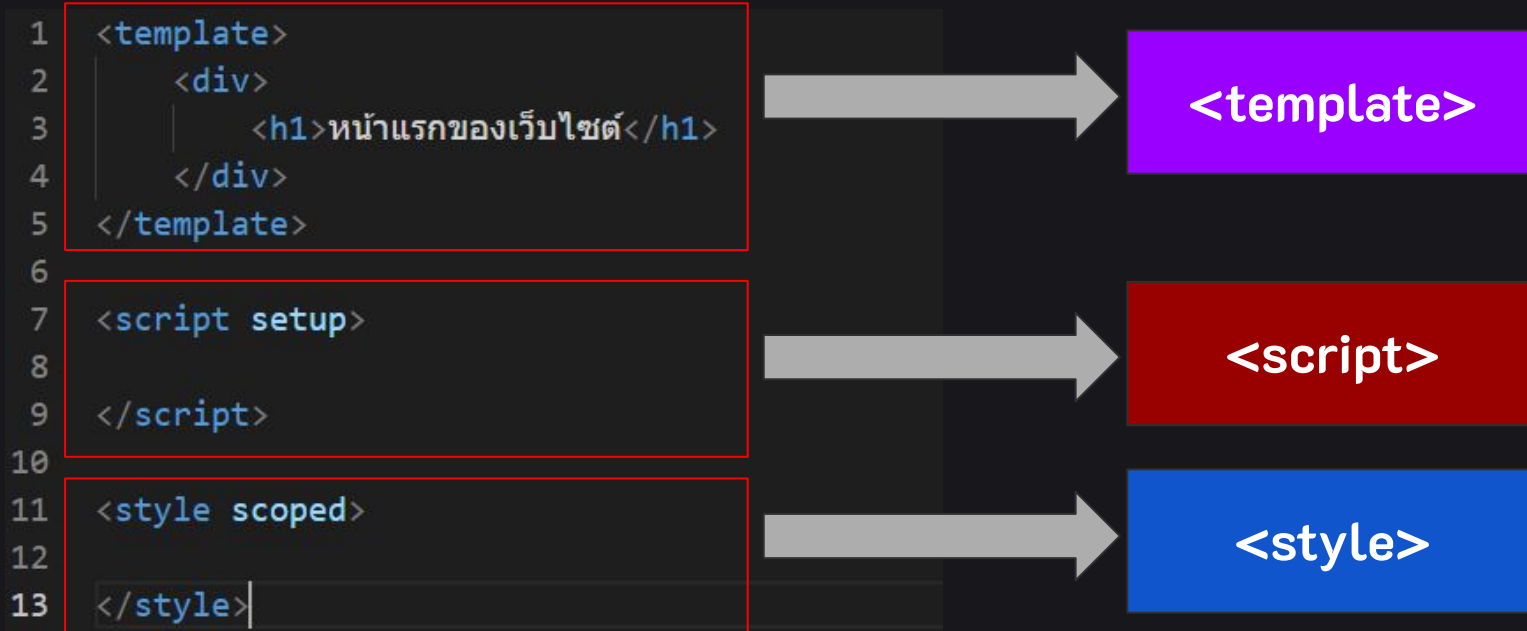 1 <template>
2 <div>
3 <h1>หน้าแรกของเว็บไซต์</h1>
4 </div>
5 </template>
6
7 <script setup>
8
9 </script>
10
11 <style scoped>
12
13 </style>
<template>
<script>
<style>